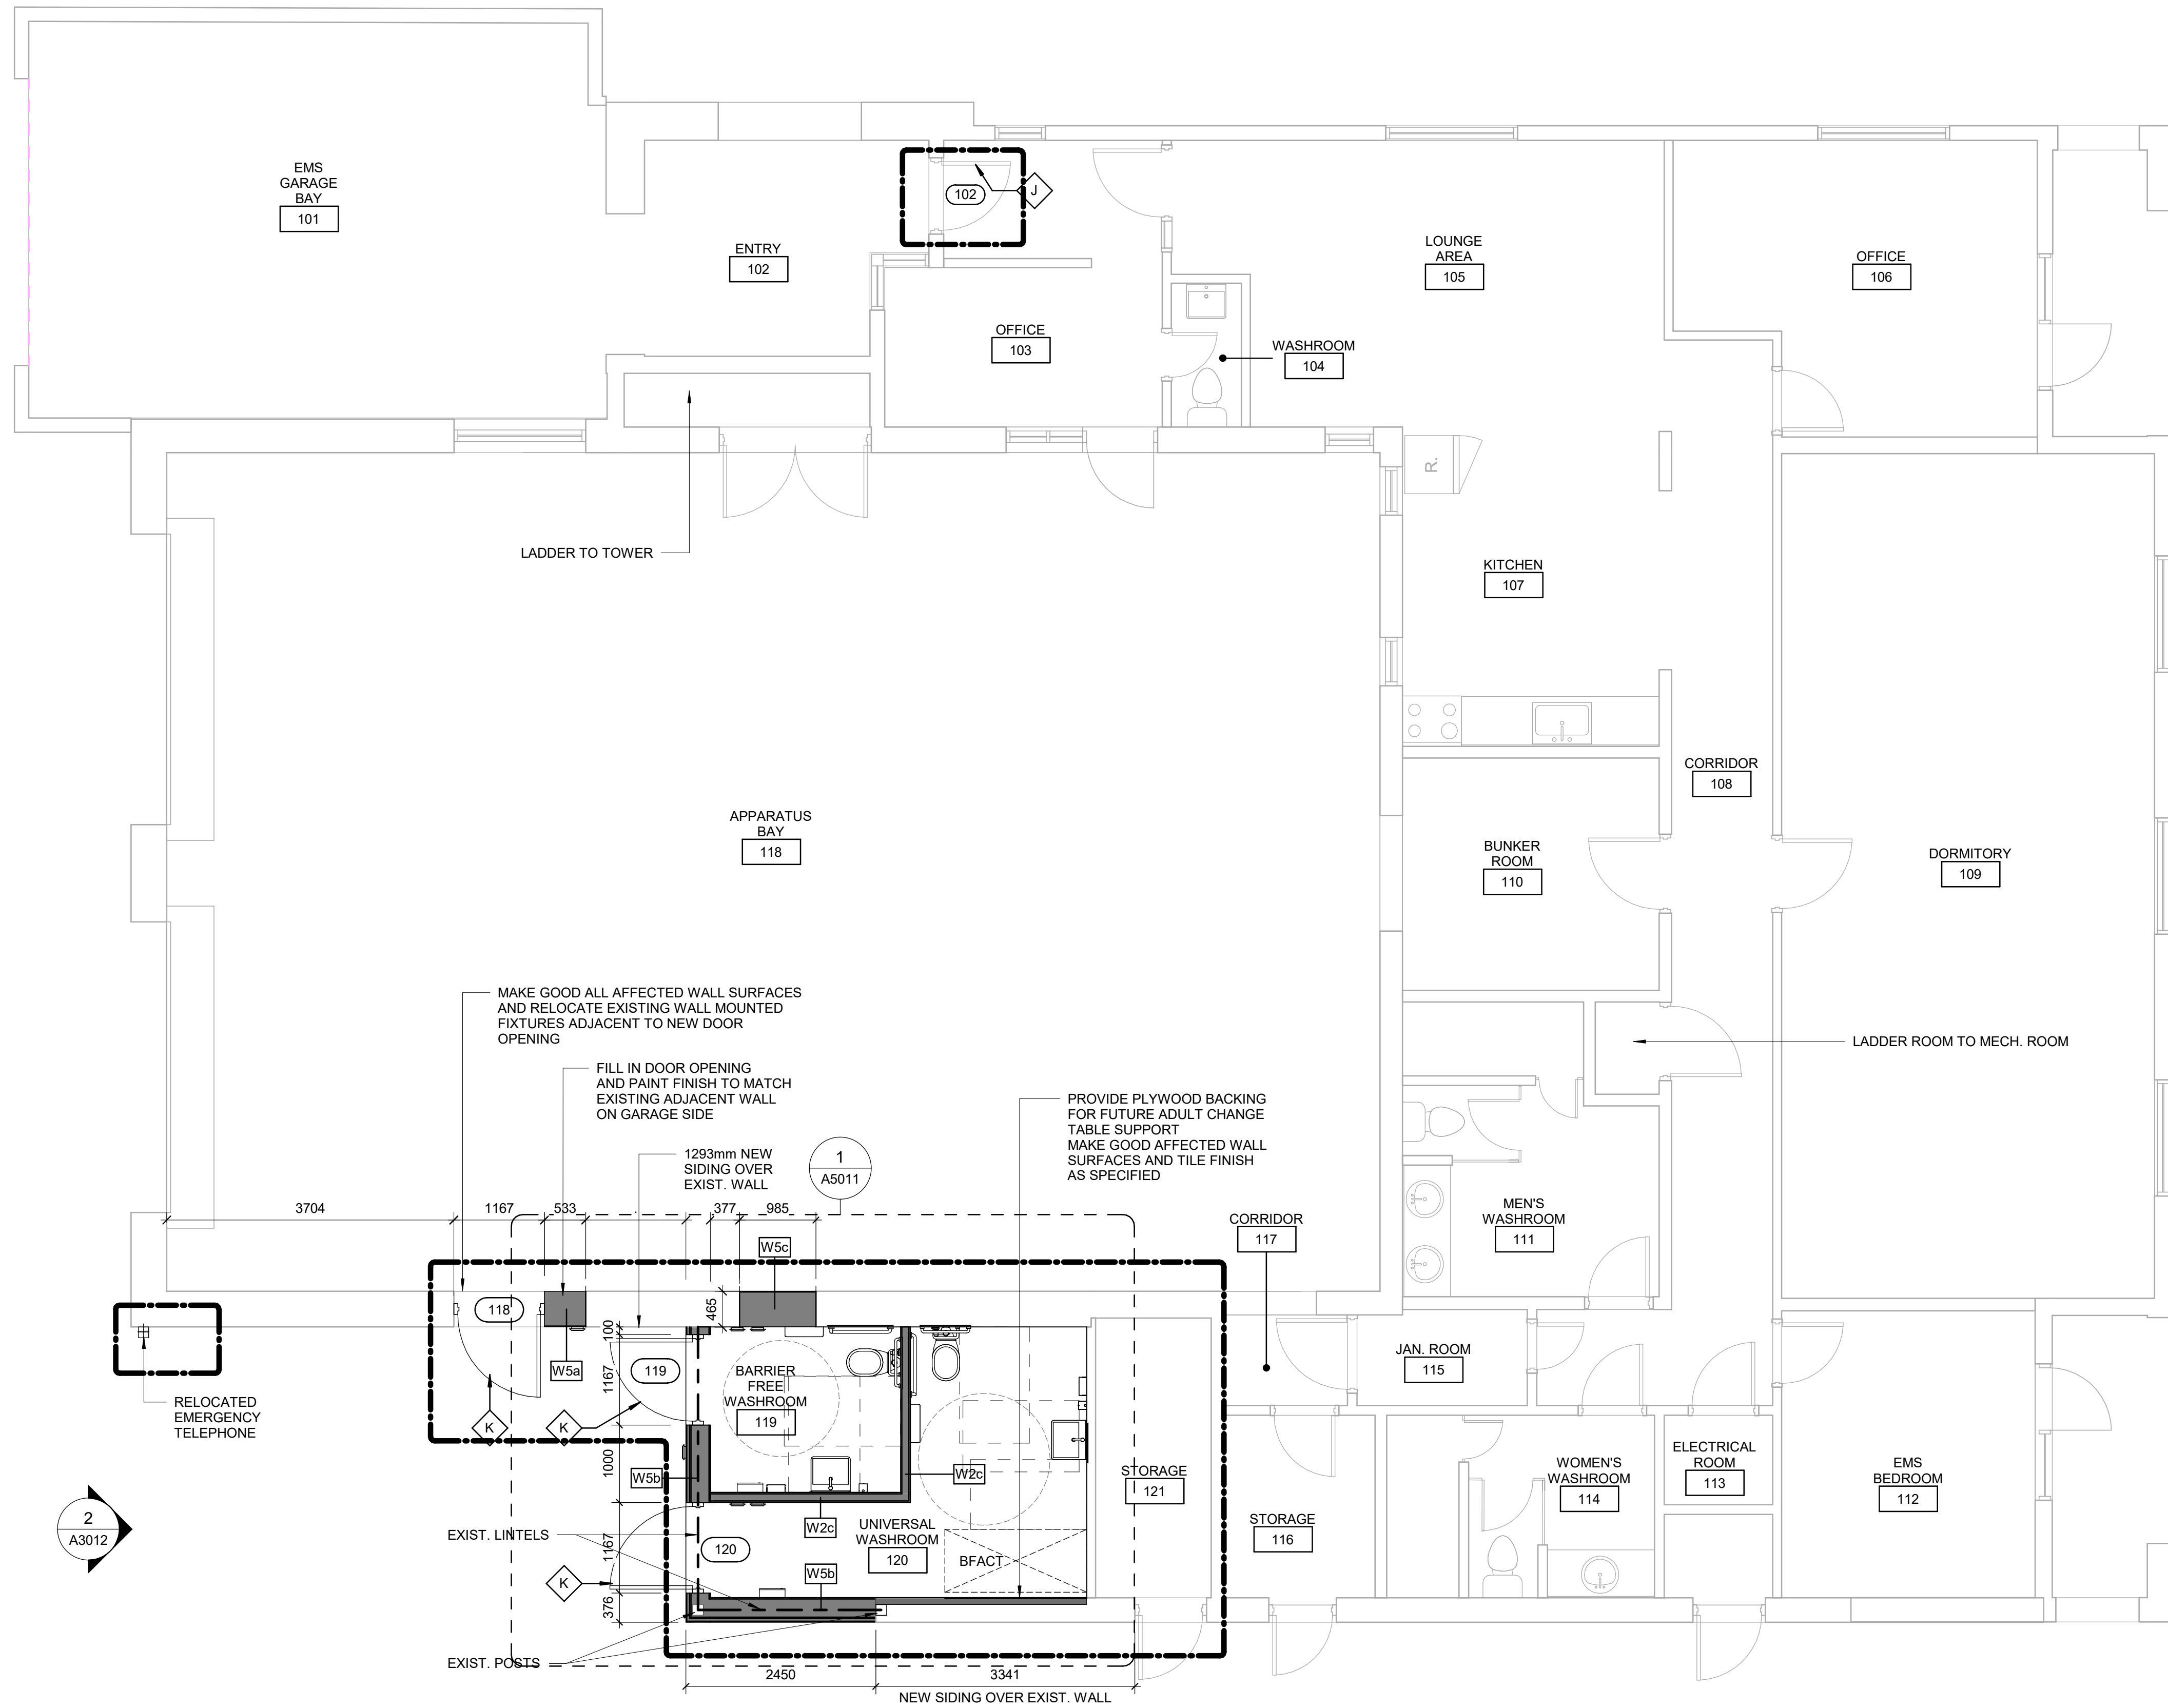 EMS
GARAGE
BAY
101
ENTRY
102
102
J
OFFICE
103
WASHROOM
104
LOUNGE
AREA
105
OFFICE
106
R.
LADDER TO TOWER
KITCHEN
107
CORRIDOR
108
APPARATUS
BAY
118
BUNKER
ROOM
110
DORMITORY
109
MAKE GOOD ALL AFFECTED WALL SURFACES
AND RELOCATE EXISTING WALL MOUNTED
FIXTURES ADJACENT TO NEW DOOR
OPENING
LADDER ROOM TO MECH. ROOM
FILL IN DOOR OPENING
AND PAINT FINISH TO MATCH
EXISTING ADJACENT WALL
ON GARAGE SIDE
PROVIDE PLYWOOD BACKING
FOR FUTURE ADULT CHANGE
TABLE SUPPORT
MAKE GOOD AFFECTED WALL
SURFACES AND TILE FINISH
AS SPECIFIED
1293mm NEW
SIDING OVER
EXIST. WALL
1
A5011
3704
1167
533
377
985
MEN'S
WASHROOM
111
CORRIDOR
117
W5c
118
465
100
W5a
119
1167
BARRIER
FREE
WASHROOM
119
JAN. ROOM
115
RELOCATED
EMERGENCY
TELEPHONE
K
K
1000
W5b
W2c
STORAGE
121
ELECTRICAL
ROOM
113
WOMEN'S
WASHROOM
114
EMS
BEDROOM
112
2
A3012
EXIST. LINTELS
W2c
UNIVERSAL
WASHROOM
120
STORAGE
116
120
1167
BFACT
K
W5b
376
EXIST. POSTS
2450
3341
NEW SIDING OVER EXIST. WALL